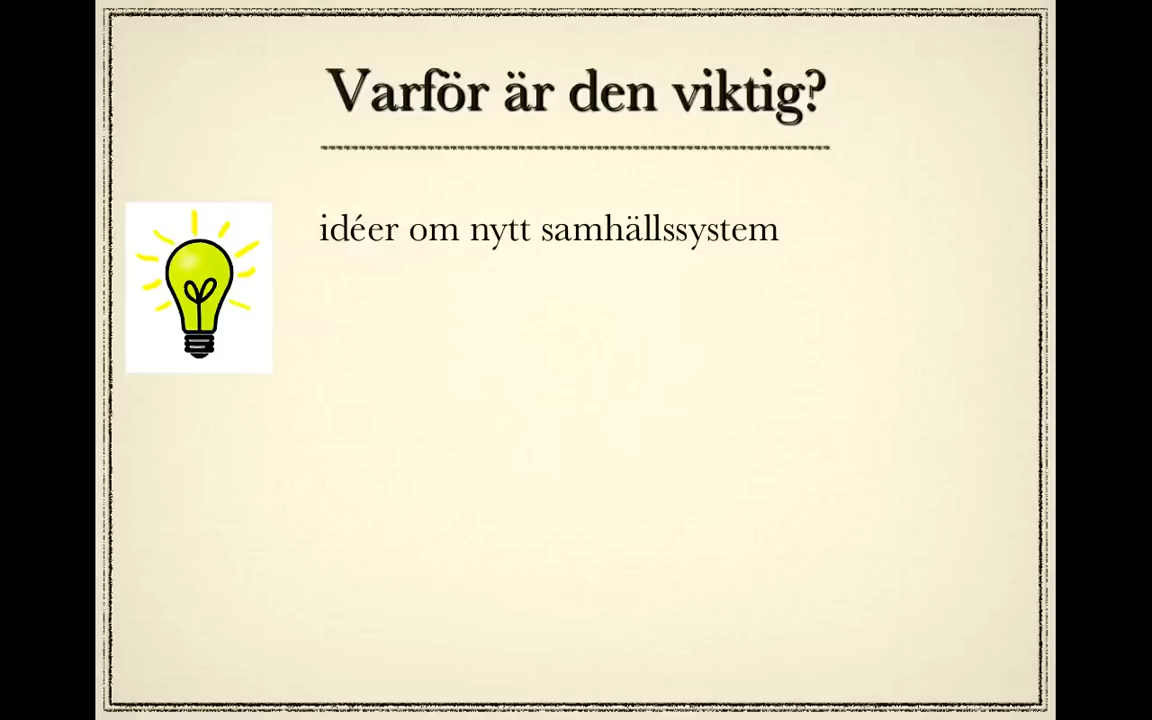 Varför är den viktig?
idéer om nytt samhällssystem